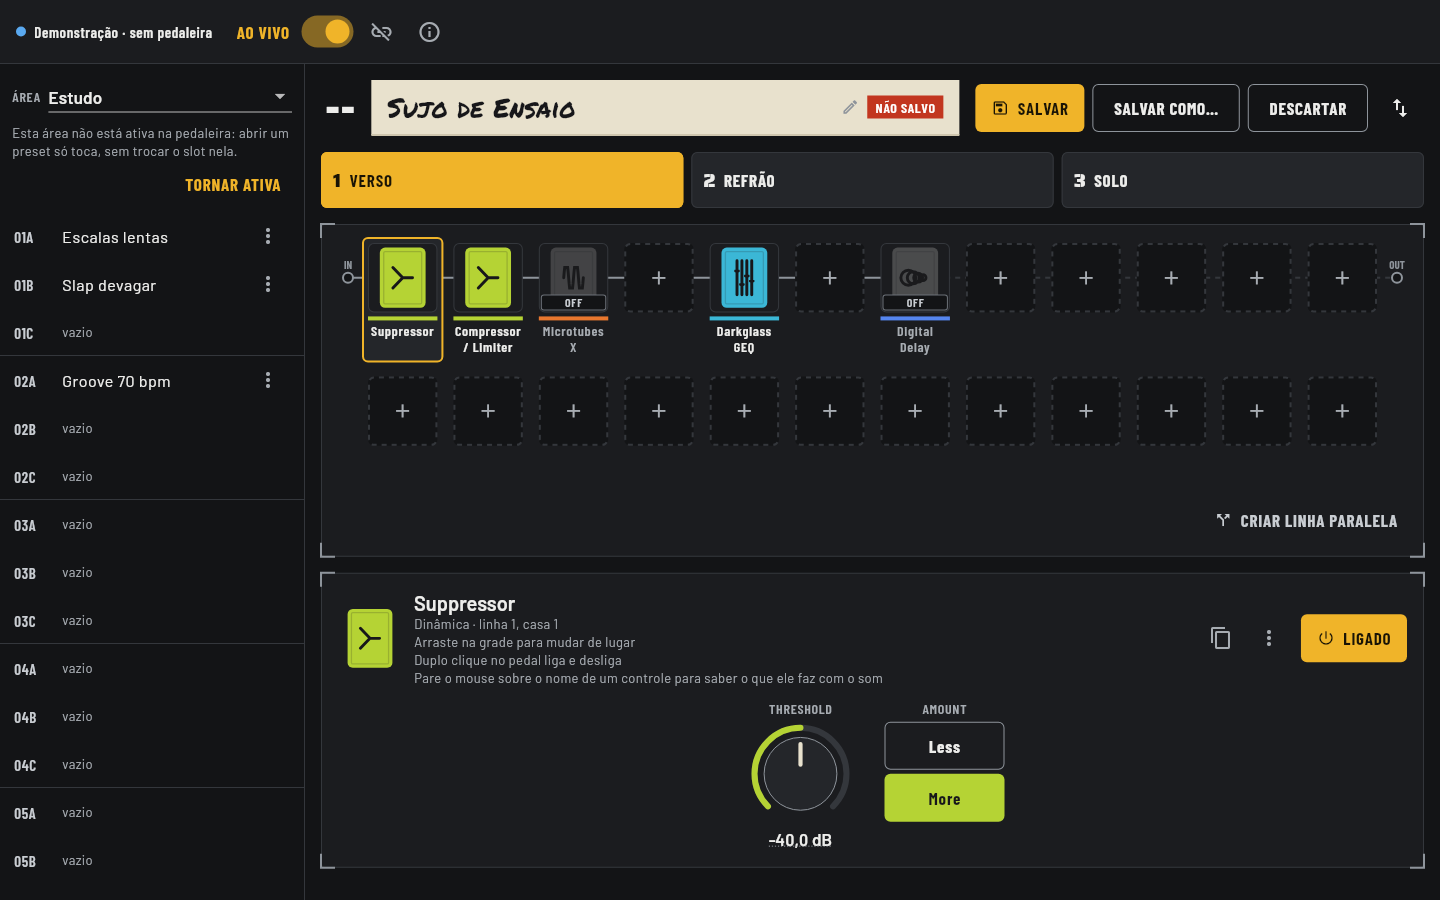 Demonstração · sem pedaleira
AO VIVO
ÁREA Estudo
Esta área não está ativa na pedaleira: abrir um
preset só toca, sem trocar o slot nela.
TORNAR ATIVA
01A Escalas lentas
01B Slap devagar
01C vazio
02A Groove 70 bpm
02B vazio
02C vazio
03A vazio
03B vazio
03C vazio
04A vazio
04B vazio
04C vazio
05A vazio
05B vazio
--
Sujo de Ensaio
NÃO SALVO
SALVAR
SALVAR COMO...
DESCARTAR
1 VERSO
2 REFRÃO
3 SOLO
IN
OFF
OFF
OUT
Suppressor
Compressor
/ Limiter
Microtubes
X
Darkglass
GEQ
Digital
Delay
CRIAR LINHA PARALELA
Suppressor
Dinâmica · linha 1, casa 1
Arraste na grade para mudar de lugar
Duplo clique no pedal liga e desliga
Pare o mouse sobre o nome de um controle para saber o que ele faz com o som
LIGADO
THRESHOLD
-40,0 dB
AMOUNT
Less
More